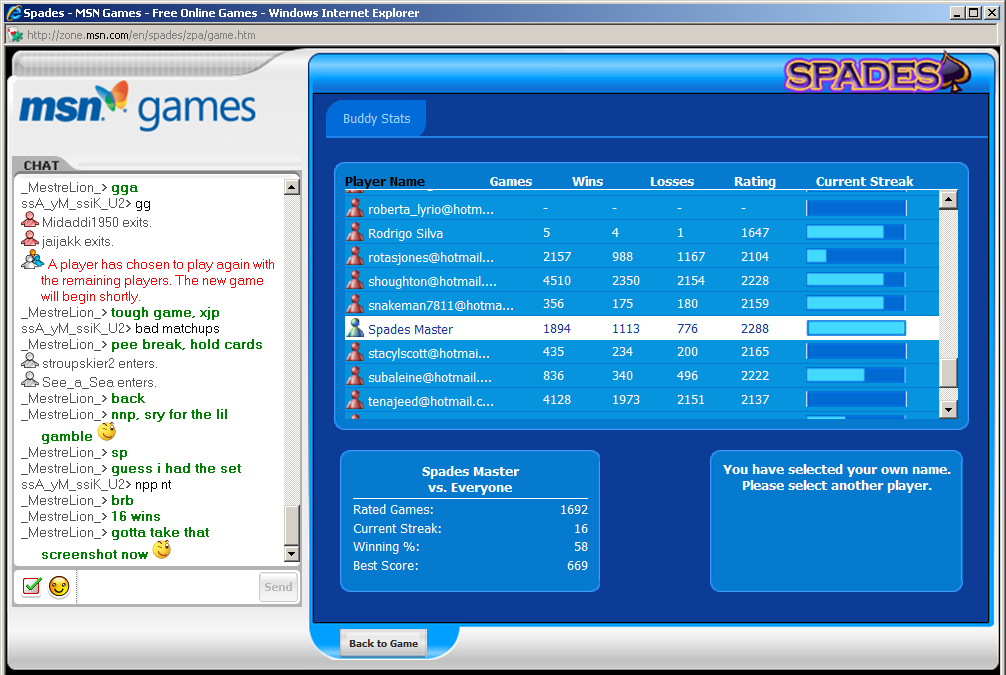 Spades - MSN Games - Free Online Games - Windows Internet Explorer
http://zone.msn.com/en/spades/zpa/game.htm
msn games
SPADES
Buddy Stats
CHAT
_MestreLion_> gga
ssA_yM_ssiK_U2> gg
Midaddi1950 exits.
jaijakk exits.
A player has chosen to play again with
the remaining players. The new game
will begin shortly.
_MestreLion_> tough game, xjp
ssA_yM_ssiK_U2> bad matchups
_MestreLion_> pee break, hold cards
stroupskier2 enters.
See_a_Sea enters.
_MestreLion_> back
_MestreLion_> nnp, sry for the lil
gamble
_MestreLion_> sp
_MestreLion_> guess i had the set
ssA_yM_ssiK_U2> npp nt
_MestreLion_> brb
_MestreLion_> 16 wins
_MestreLion_> gotta take that
screenshot now
Send
Player Name Games Wins Losses Rating Current Streak
roberta_lyrio@hotm... - - - -
Rodrigo Silva 5 4 1 1647
rotasjones@hotmail... 2157 988 1167 2104
shoughton@hotmail.... 4510 2350 2154 2228
snakeman7811@hotma... 356 175 180 2159
Spades Master 1894 1113 776 2288
stacylscott@hotmai... 435 234 200 2165
subaleine@hotmail.... 836 340 496 2222
tenajeed@hotmail.c... 4128 1973 2151 2137
Spades Master
vs. Everyone
Rated Games: 1692
Current Streak: 16
Winning %: 58
Best Score: 669
You have selected your own name.
Please select another player.
Back to Game